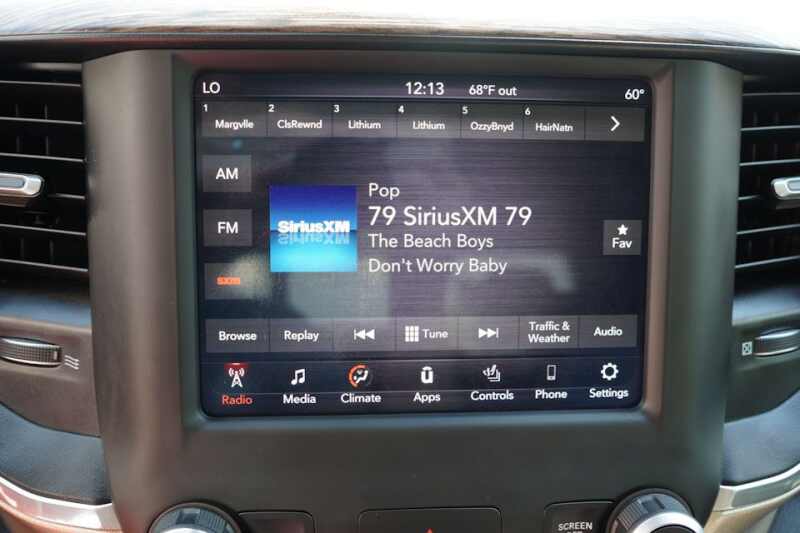 LO 12:13 68°F out 60°
1 Margvlle 2 ClsRewnd 3 Lithium 4 Lithium 5 OzzyBnyd 6 HairNatn
AM
FM
sxm
SiriusXM
Pop
79 SiriusXM 79
The Beach Boys
Don't Worry Baby
Fav
Browse Replay Tune Traffic & Weather Audio
Radio Media Climate Apps Controls Phone Settings
SCREEN